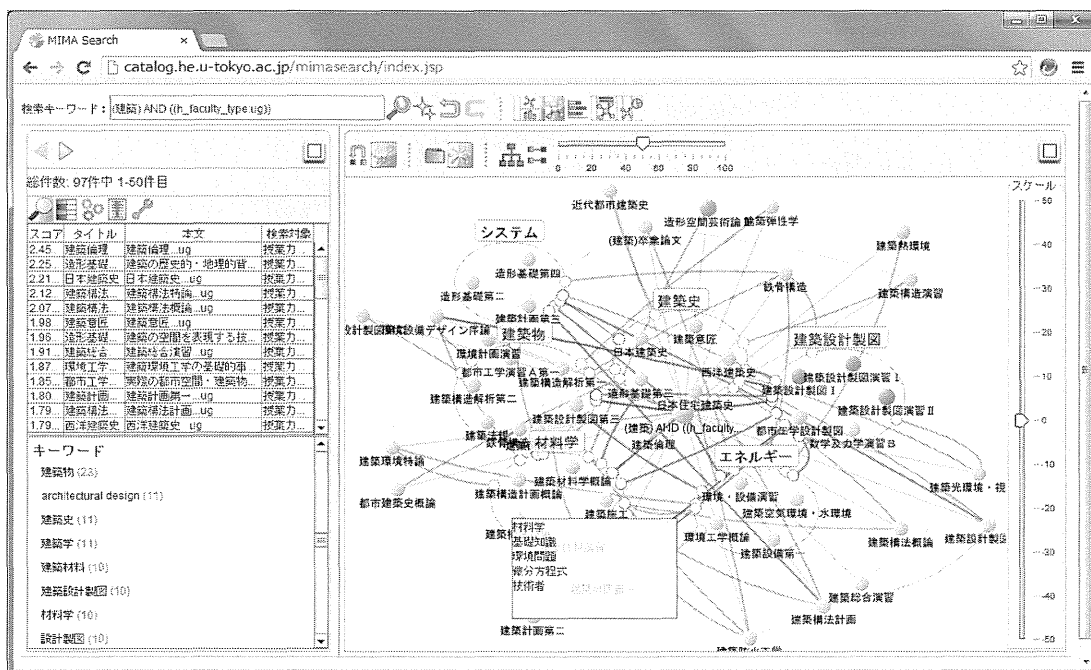 MIMA Search
catalog.he.u-tokyo.ac.jp/mimasearch/index.jsp
検索キーワード: (建築) AND ((h_faculty_type:ug))
総件数: 97件中 1-50件目
スコア タイトル 本文 検索対象
2.45 建築倫理 建築倫理...ug 授業カ...
2.25 造形基礎... 建築の歴史的・地理的背... 授業カ...
2.21 日本建築史 日本建築史...ug 授業カ...
2.12 建築構法... 建築構法特論...ug 授業カ...
2.07 建築構法... 建築構法概論...ug 授業カ...
1.98 建築意匠 建築意匠...ug 授業カ...
1.96 造形基礎... 建築の空間を表現する技... 授業カ...
1.91 建築総合... 建築総合演習...ug 授業カ...
1.87 環境工学... 建築環境工学の基礎的事... 授業カ...
1.85 都市工学... 実際の都市空間・建築物... 授業カ...
1.80 建築計画... 建築計画第一...ug 授業カ...
1.79 建築構法... 建築構法計画...ug 授業カ...
1.79 西洋建築史 西洋建築史...ug 授業カ...
キーワード
建築物 (23)
architectural design (11)
建築史 (11)
建築学 (11)
建築材料 (10)
建築設計製図 (10)
材料学 (10)
設計製図 (10)
0 20 40 60 80 100
スケール
50
40
30
20
10
0
-10
-20
-30
-40
-50
近代都市建築史
造形空間芸術論
建築弾性学
システム
(建築)卒業論文
建築熱環境
造形基礎第四
鉄骨構造
造形基礎第二
建築史
建築構造演習
建築計画第三
デザイン序論
建築物
建築意匠
建築設計製図
環境計画演習
日本建築史
都市工学演習A第一
西洋建築史
建築構造解析第一
建築設計製図演習Ⅰ
建築設計製図Ⅰ
建築構造解析第二
造形基礎第三
日本住宅建築史
建築設計製図演習Ⅱ
建築設計製図第三
(建築) AND ((h_faculty...
都市工学設計製図
建築法規
材料学
建築倫理
数学及力学演習B
エネルギー
建築環境特論
建築材料学概論
建築光環境・視
建築構造計画概論
環境・設備演習
都市建築史概論
建築施工
建築空気環境・水環境
材料学
基礎知識
環境問題
微分方程式
技術者
環境工学概論
建築設備第一
建築構法概論
建築設計製図
建築総合演習
建築構法計画
建築計画第二